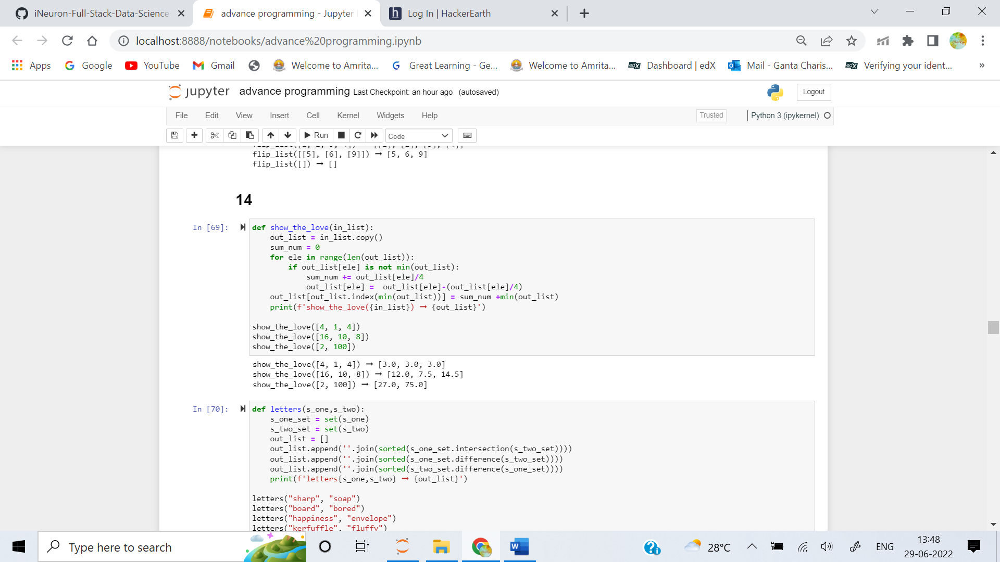 iNeuron-Full-Stack-Data-Science
advance programming - Jupyter
Log In | HackerEarth
localhost:8888/notebooks/advance%20programming.ipynb
Apps
Google
YouTube
Gmail
Welcome to Amrita...
Great Learning - Ge...
Welcome to Amrita...
Dashboard | edX
Mail - Ganta Charis...
Verifying your ident...
»
jupyter advance programming Last Checkpoint: an hour ago (autosaved)
Logout
File Edit View Insert Cell Kernel Widgets Help
Trusted
Python 3 (ipykernel)
Run
Code
flip_list([1, 2, 3, 4]) → [[1], [2], [3], [4]]
flip_list([[5], [6], [9]]) → [5, 6, 9]
flip_list([]) → []
14
In [69]:
def show_the_love(in_list):
    out_list = in_list.copy()
    sum_num = 0
    for ele in range(len(out_list)):
        if out_list[ele] is not min(out_list):
            sum_num += out_list[ele]/4
            out_list[ele] =  out_list[ele]-(out_list[ele]/4)
    out_list[out_list.index(min(out_list))] = sum_num +min(out_list)
    print(f'show_the_love({in_list}) → {out_list}')
show_the_love([4, 1, 4])
show_the_love([16, 10, 8])
show_the_love([2, 100])
show_the_love([4, 1, 4]) → [3.0, 3.0, 3.0]
show_the_love([16, 10, 8]) → [12.0, 7.5, 14.5]
show_the_love([2, 100]) → [27.0, 75.0]
In [70]:
def letters(s_one,s_two):
    s_one_set = set(s_one)
    s_two_set = set(s_two)
    out_list = []
    out_list.append(''.join(sorted(s_one_set.intersection(s_two_set))))
    out_list.append(''.join(sorted(s_one_set.difference(s_two_set))))
    out_list.append(''.join(sorted(s_two_set.difference(s_one_set))))
    print(f'letters{s_one,s_two} → {out_list}')
letters("sharp", "soap")
letters("board", "bored")
letters("happiness", "envelope")
letters("kerfuffle", "fluffy")
Type here to search
28°C
ENG
13:48
29-06-2022